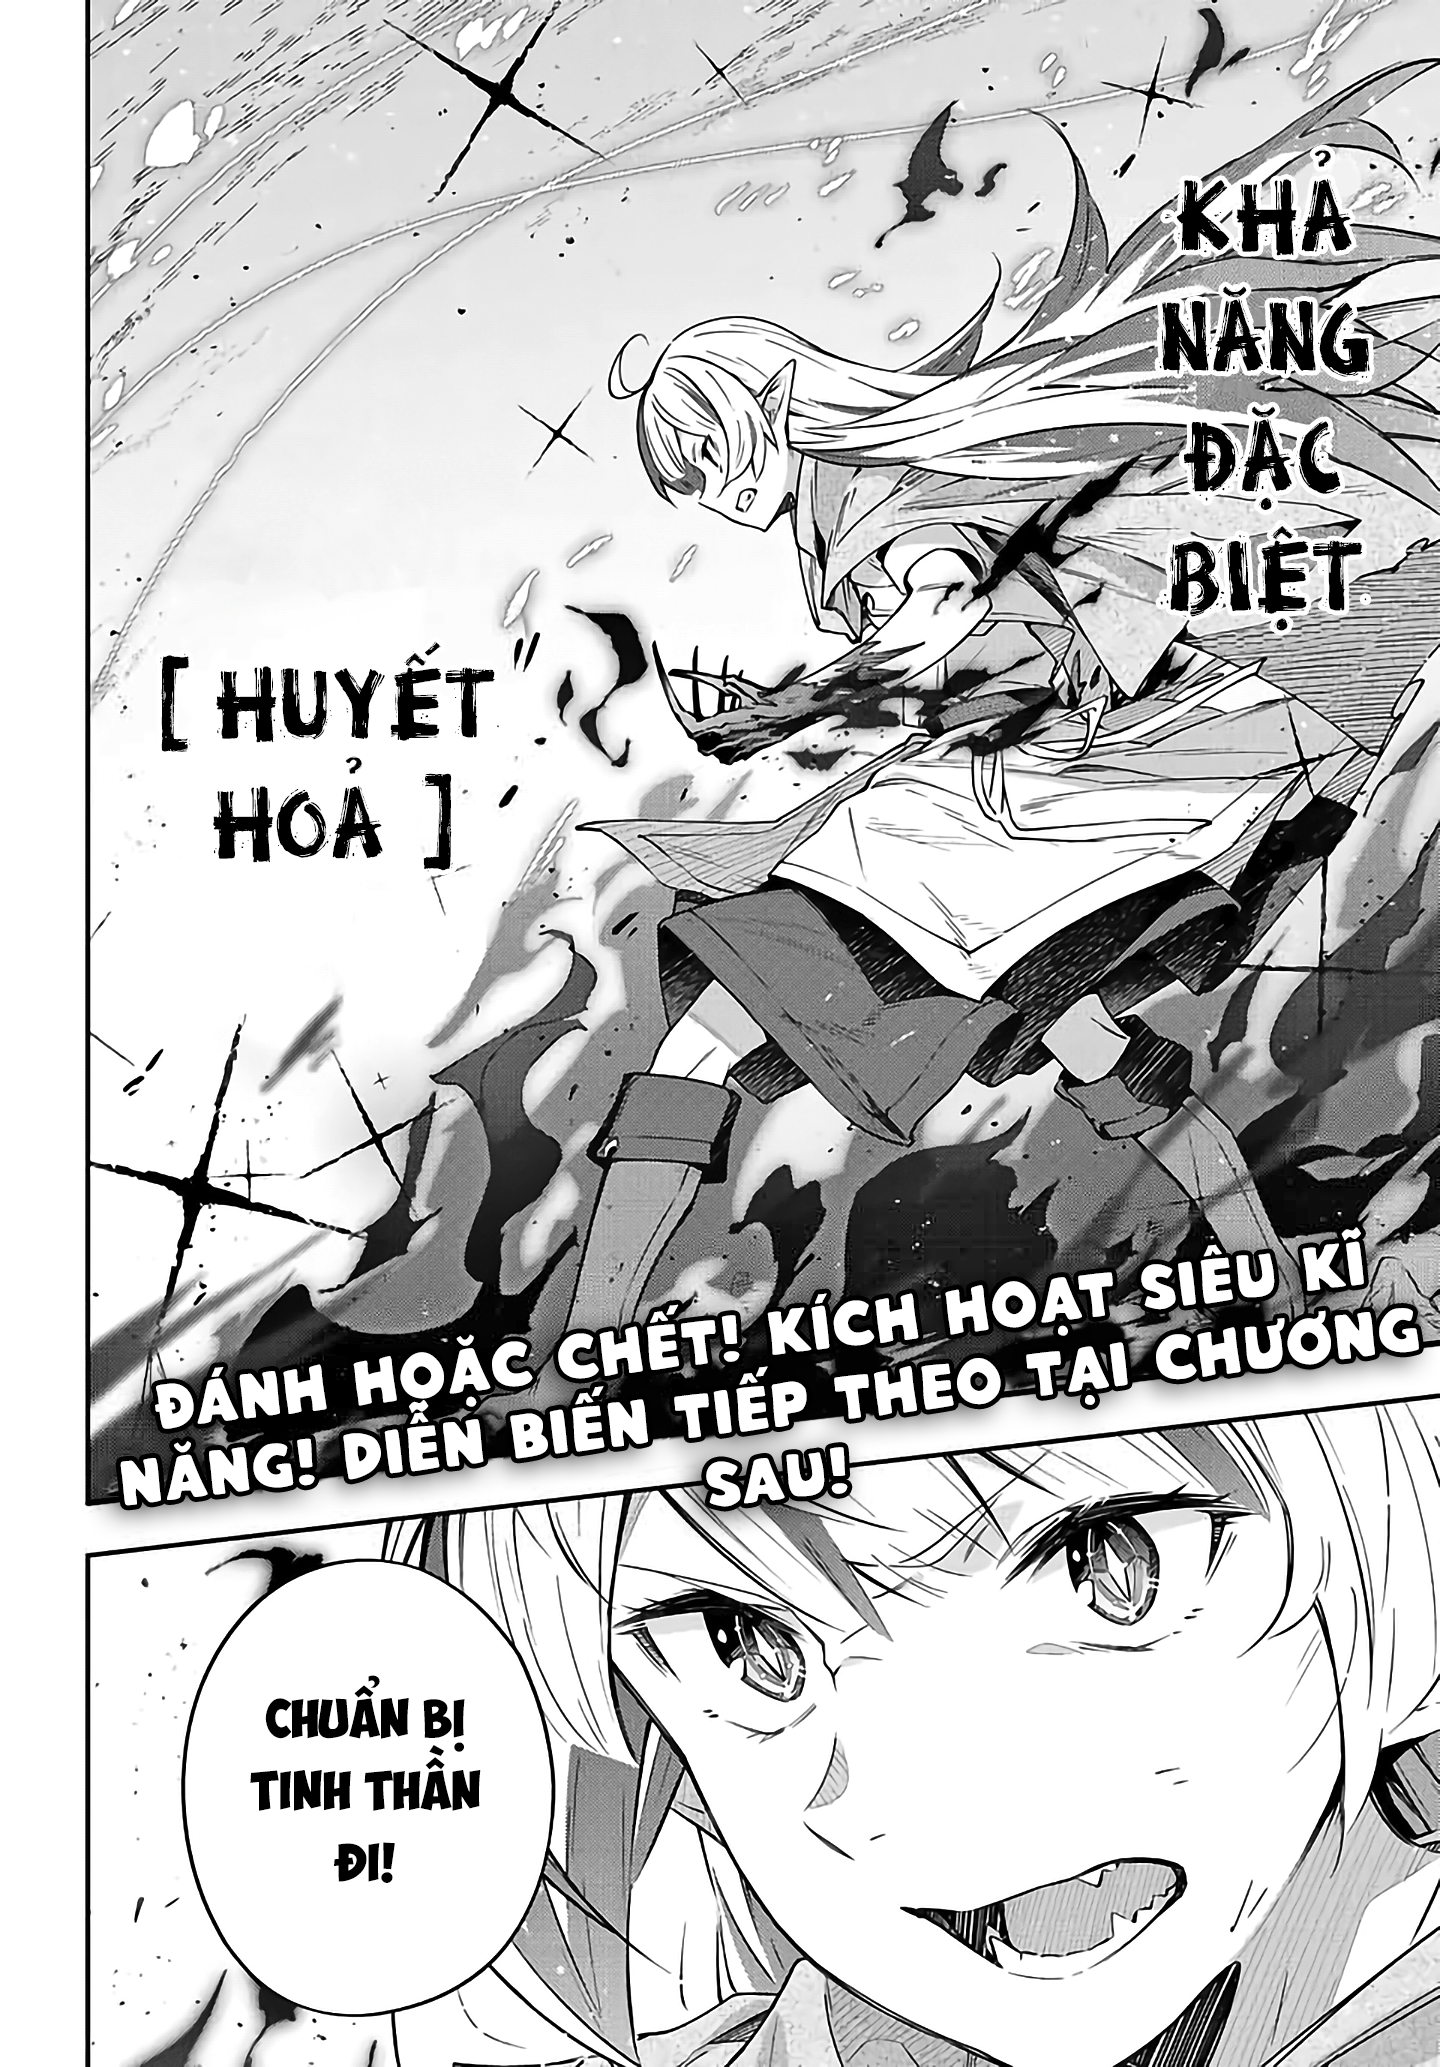 KHẢ
NĂNG
ĐẶC
BIỆT
[ HUYẾT
HOẢ ]
ĐÁNH HOẶC CHẾT! KÍCH HOẠT SIÊU KĨ
NĂNG! DIỄN BIẾN TIẾP THEO TẠI CHƯƠNG
SAU!
CHUẨN BỊ
TINH THẦN
ĐI!